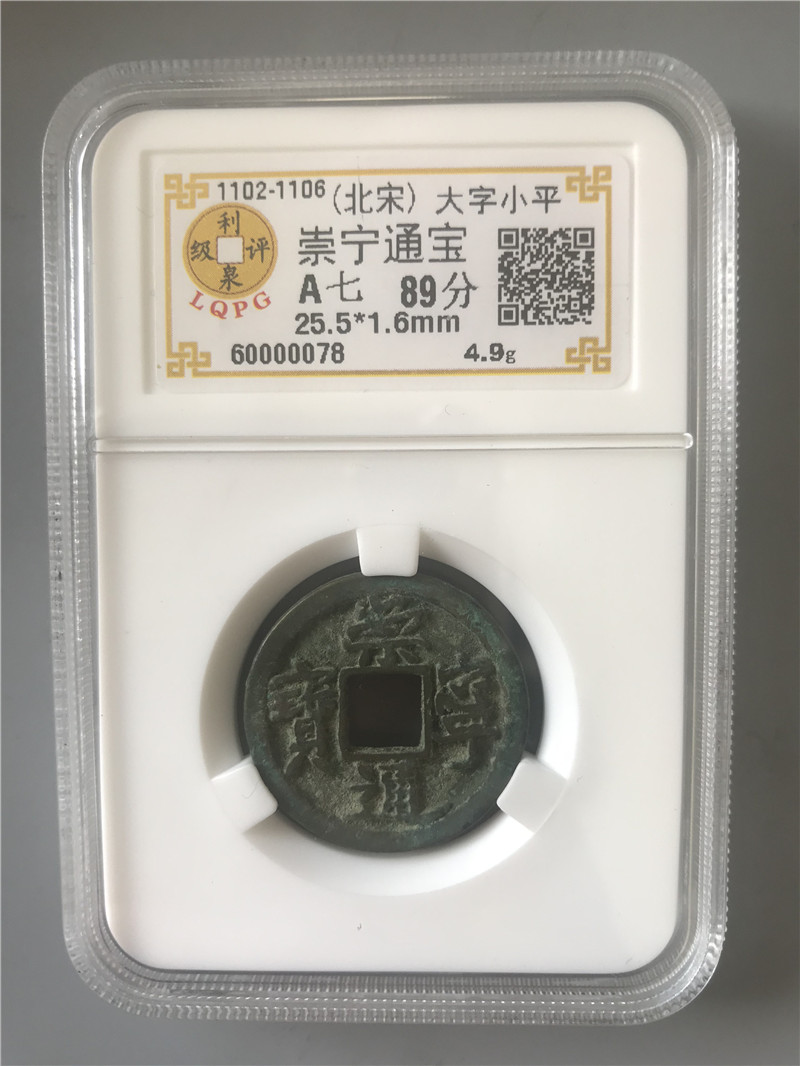 1102-1106 (北宋) 大字小平
利泉评级
LQPG
崇宁通宝
A七 89分
25.5*1.6mm
60000078 4.9g
崇寧通寳